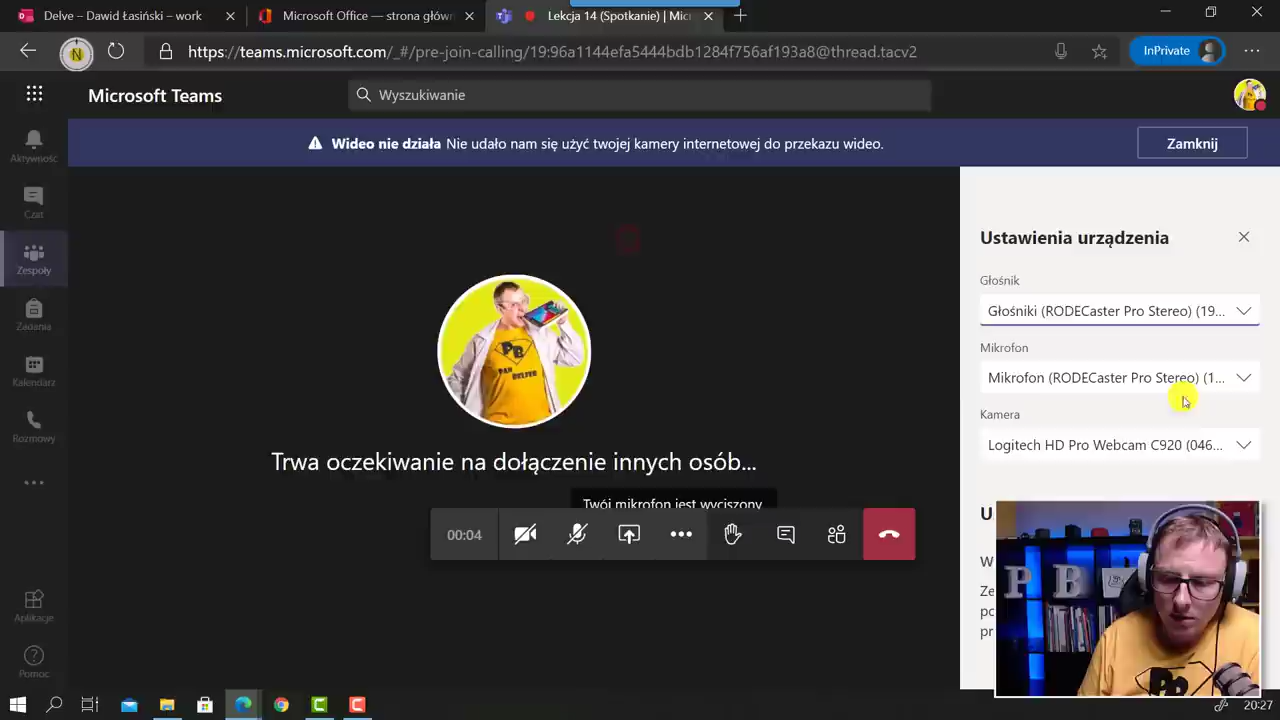 Delve – Dawid Łasiński – work
Microsoft Office – strona główn
Lekcja 14 (Spotkanie) | Mic
https://teams.microsoft.com/_#/pre-join-calling/19:96a1144efa5444bdb1284f756af193a8@thread.tacv2
InPrivate
Microsoft Teams
Wyszukiwanie
Wideo nie działa Nie udało nam się użyć twojej kamery internetowej do przekazu wideo.
Zamknij
Aktywność
Czat
Zespoły
Zadania
Kalendarz
Rozmowy
Aplikacje
Pomoc
Ustawienia urządzenia
Głośnik
Głośniki (RODECaster Pro Stereo) (19...
Mikrofon
Mikrofon (RODECaster Pro Stereo) (1...
Kamera
Logitech HD Pro Webcam C920 (046...
PB
Trwa oczekiwanie na dołączenie innych osób...
Twój mikrofon jest wyciszony
00:04
P B
20:27